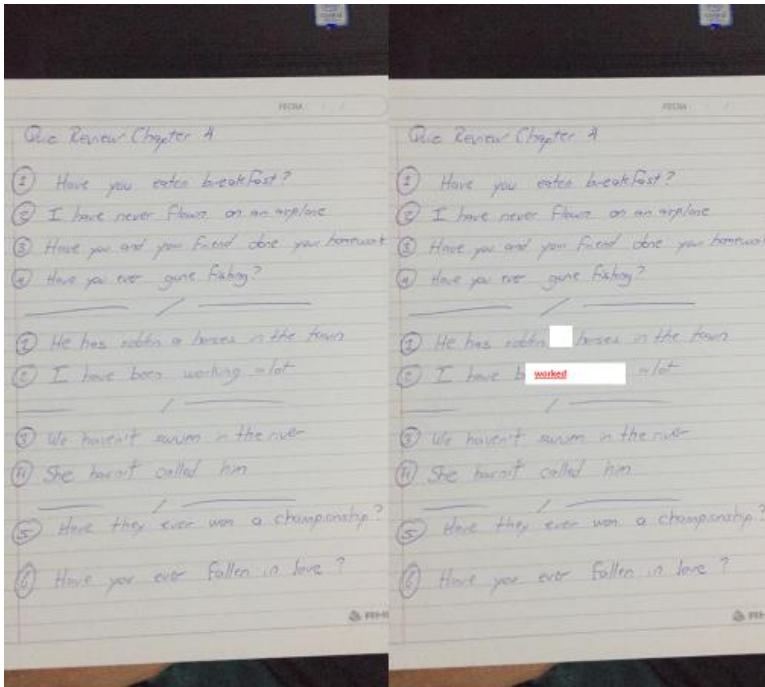 FECHA / /
Quiz Review Chapter 4
1 Have you eaten breakfast?
2 I have never flown on an airplane
3 Have you and your friend done your homework
4 Have you ever gone fishing?
1 He has a horses in the town
2 I have been working a lot
3 We haven't swum in the river
4 She hasn't called him
5 Have they ever won a championship?
6 Have you ever fallen in love?
FECHA / /
Quiz Review Chapter 4
1 Have you eaten breakfast?
2 I have never flown on an airplane
3 Have you and your friend done your homework
4 Have you ever gone fishing?
1 He has horses in the town
2 I have b worked a lot
3 We haven't swum in the river
4 She hasn't called him
5 Have they ever won a championship?
6 Have you ever fallen in love?